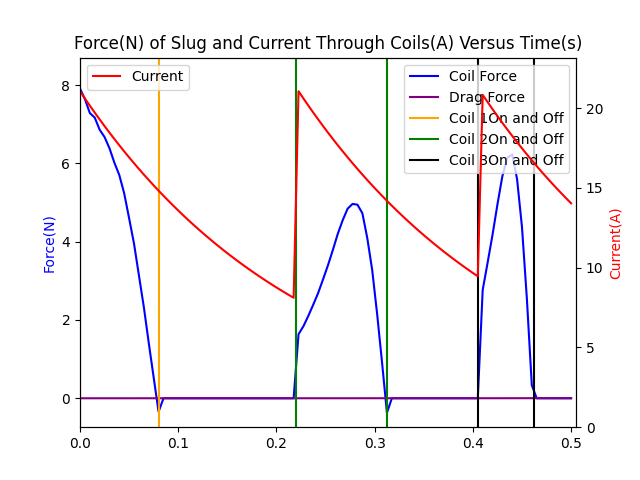 Force(N) of Slug and Current Through Coils(A) Versus Time(s)
Current
Coil Force
Drag Force
Coil 1On and Off
Coil 2On and Off
Coil 3On and Off
Force(N)
8
6
4
2
0
20
15
10
5
0
Current(A)
0.0 0.1 0.2 0.3 0.4 0.5